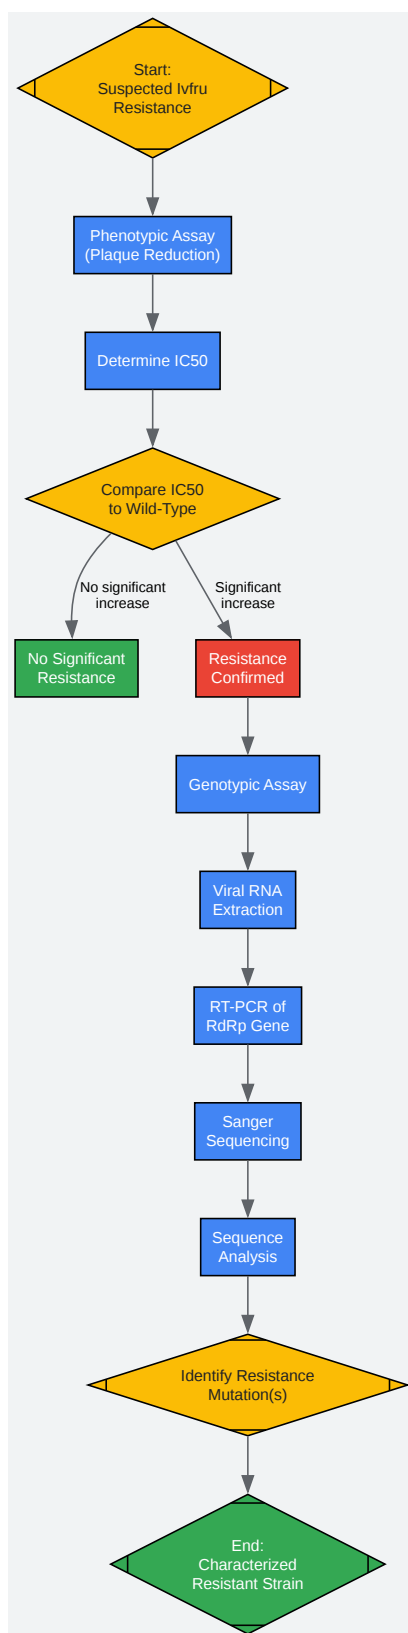 Start:
Suspected Ivfru
Resistance
Phenotypic Assay
(Plaque Reduction)
Determine IC50
Compare IC50
to Wild-Type
No significant
increase
Significant
increase
No Significant
Resistance
Resistance
Confirmed
Genotypic Assay
Viral RNA
Extraction
RT-PCR of
RdRp Gene
Sanger
Sequencing
Sequence
Analysis
Identify Resistance
Mutation(s)
End:
Characterized
Resistant Strain